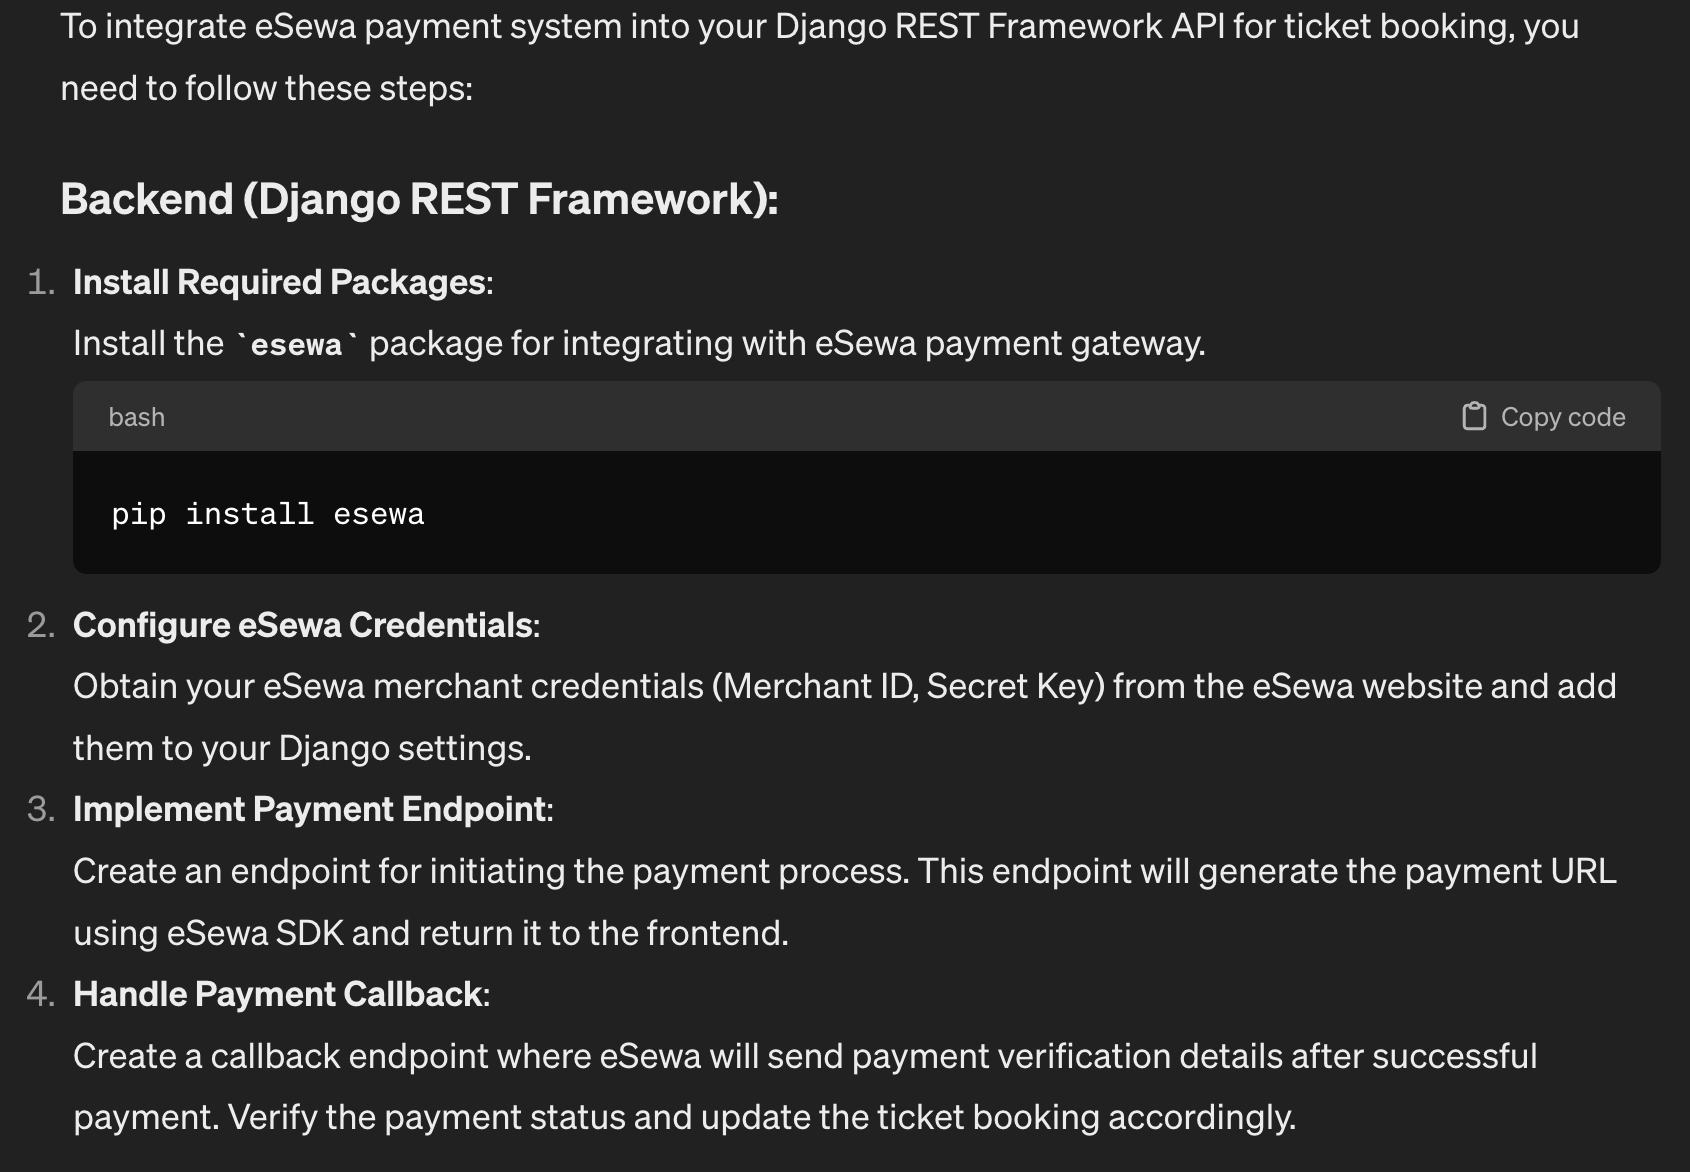 To integrate eSewa payment system into your Django REST Framework API for ticket booking, you
need to follow these steps:
Backend (Django REST Framework):
1. Install Required Packages:
Install the `esewa` package for integrating with eSewa payment gateway.
bash Copy code
pip install esewa
2. Configure eSewa Credentials:
Obtain your eSewa merchant credentials (Merchant ID, Secret Key) from the eSewa website and add
them to your Django settings.
3. Implement Payment Endpoint:
Create an endpoint for initiating the payment process. This endpoint will generate the payment URL
using eSewa SDK and return it to the frontend.
4. Handle Payment Callback:
Create a callback endpoint where eSewa will send payment verification details after successful
payment. Verify the payment status and update the ticket booking accordingly.